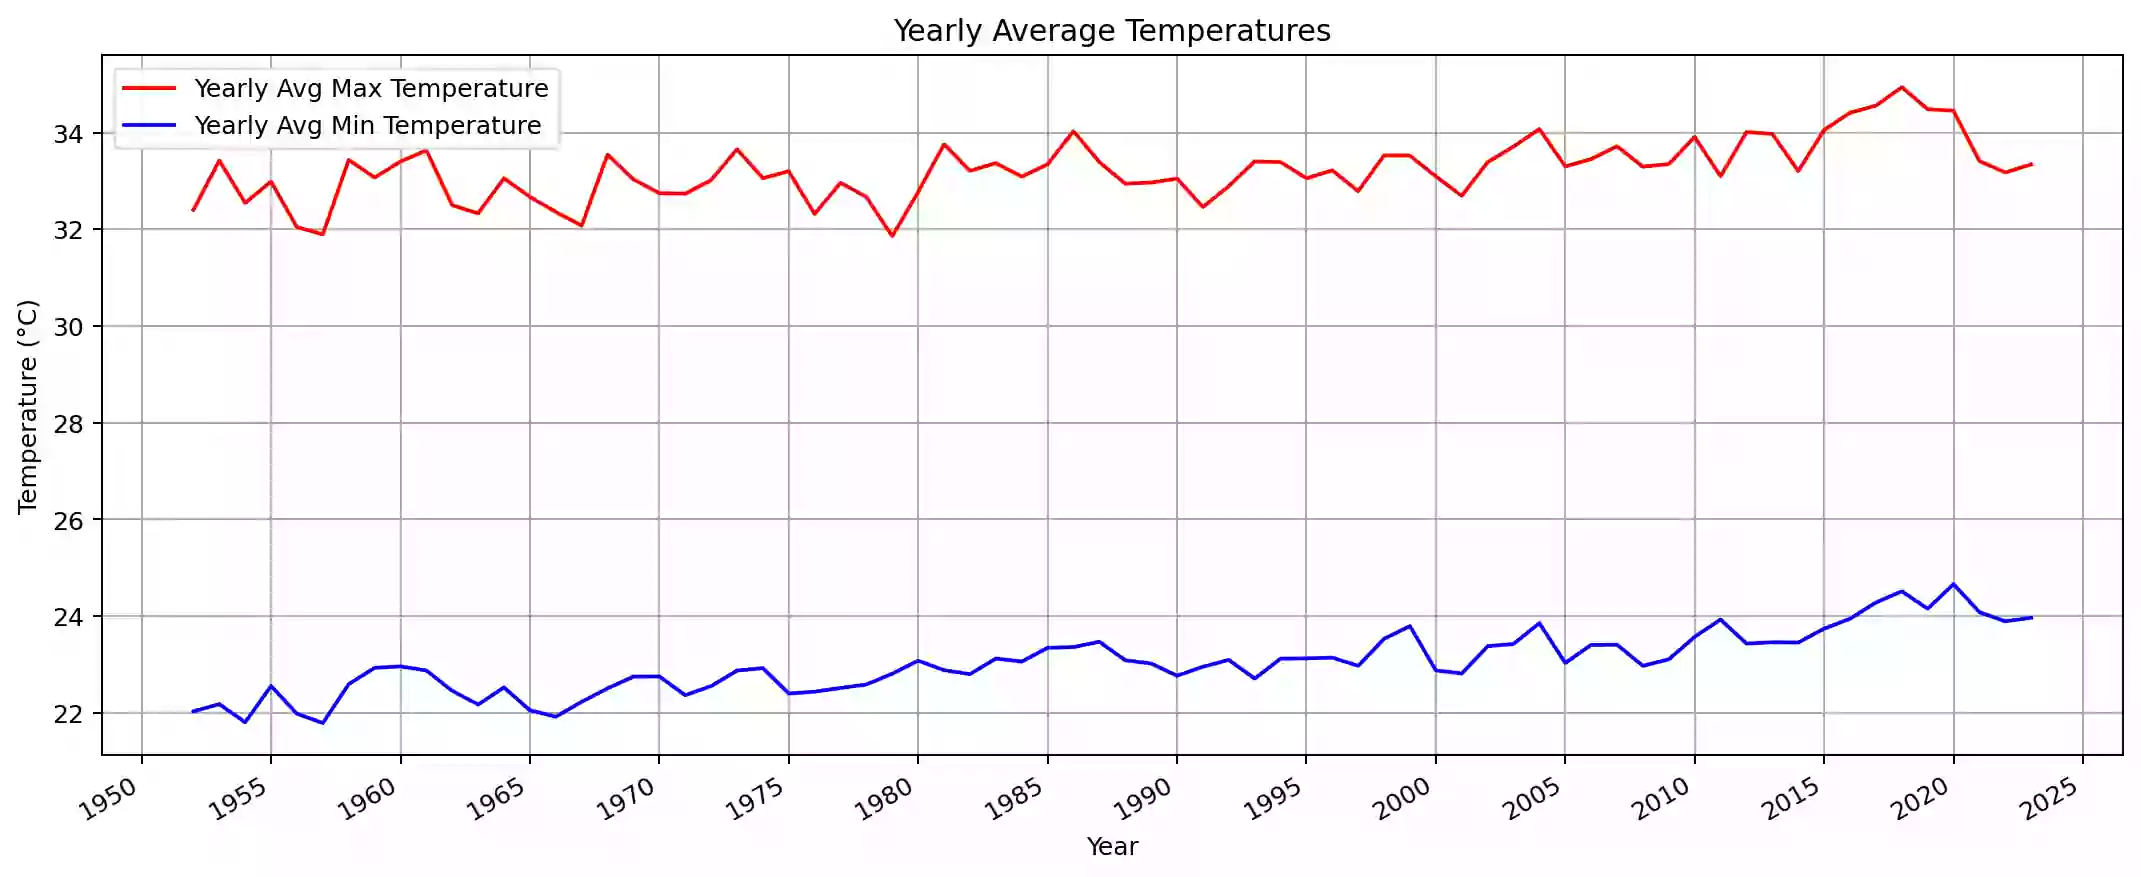 Yearly Average Temperatures
Yearly Avg Max Temperature
Yearly Avg Min Temperature
Temperature (°C)
34
32
30
28
26
24
22
1950 1955 1960 1965 1970 1975 1980 1985 1990 1995 2000 2005 2010 2015 2020 2025
Year